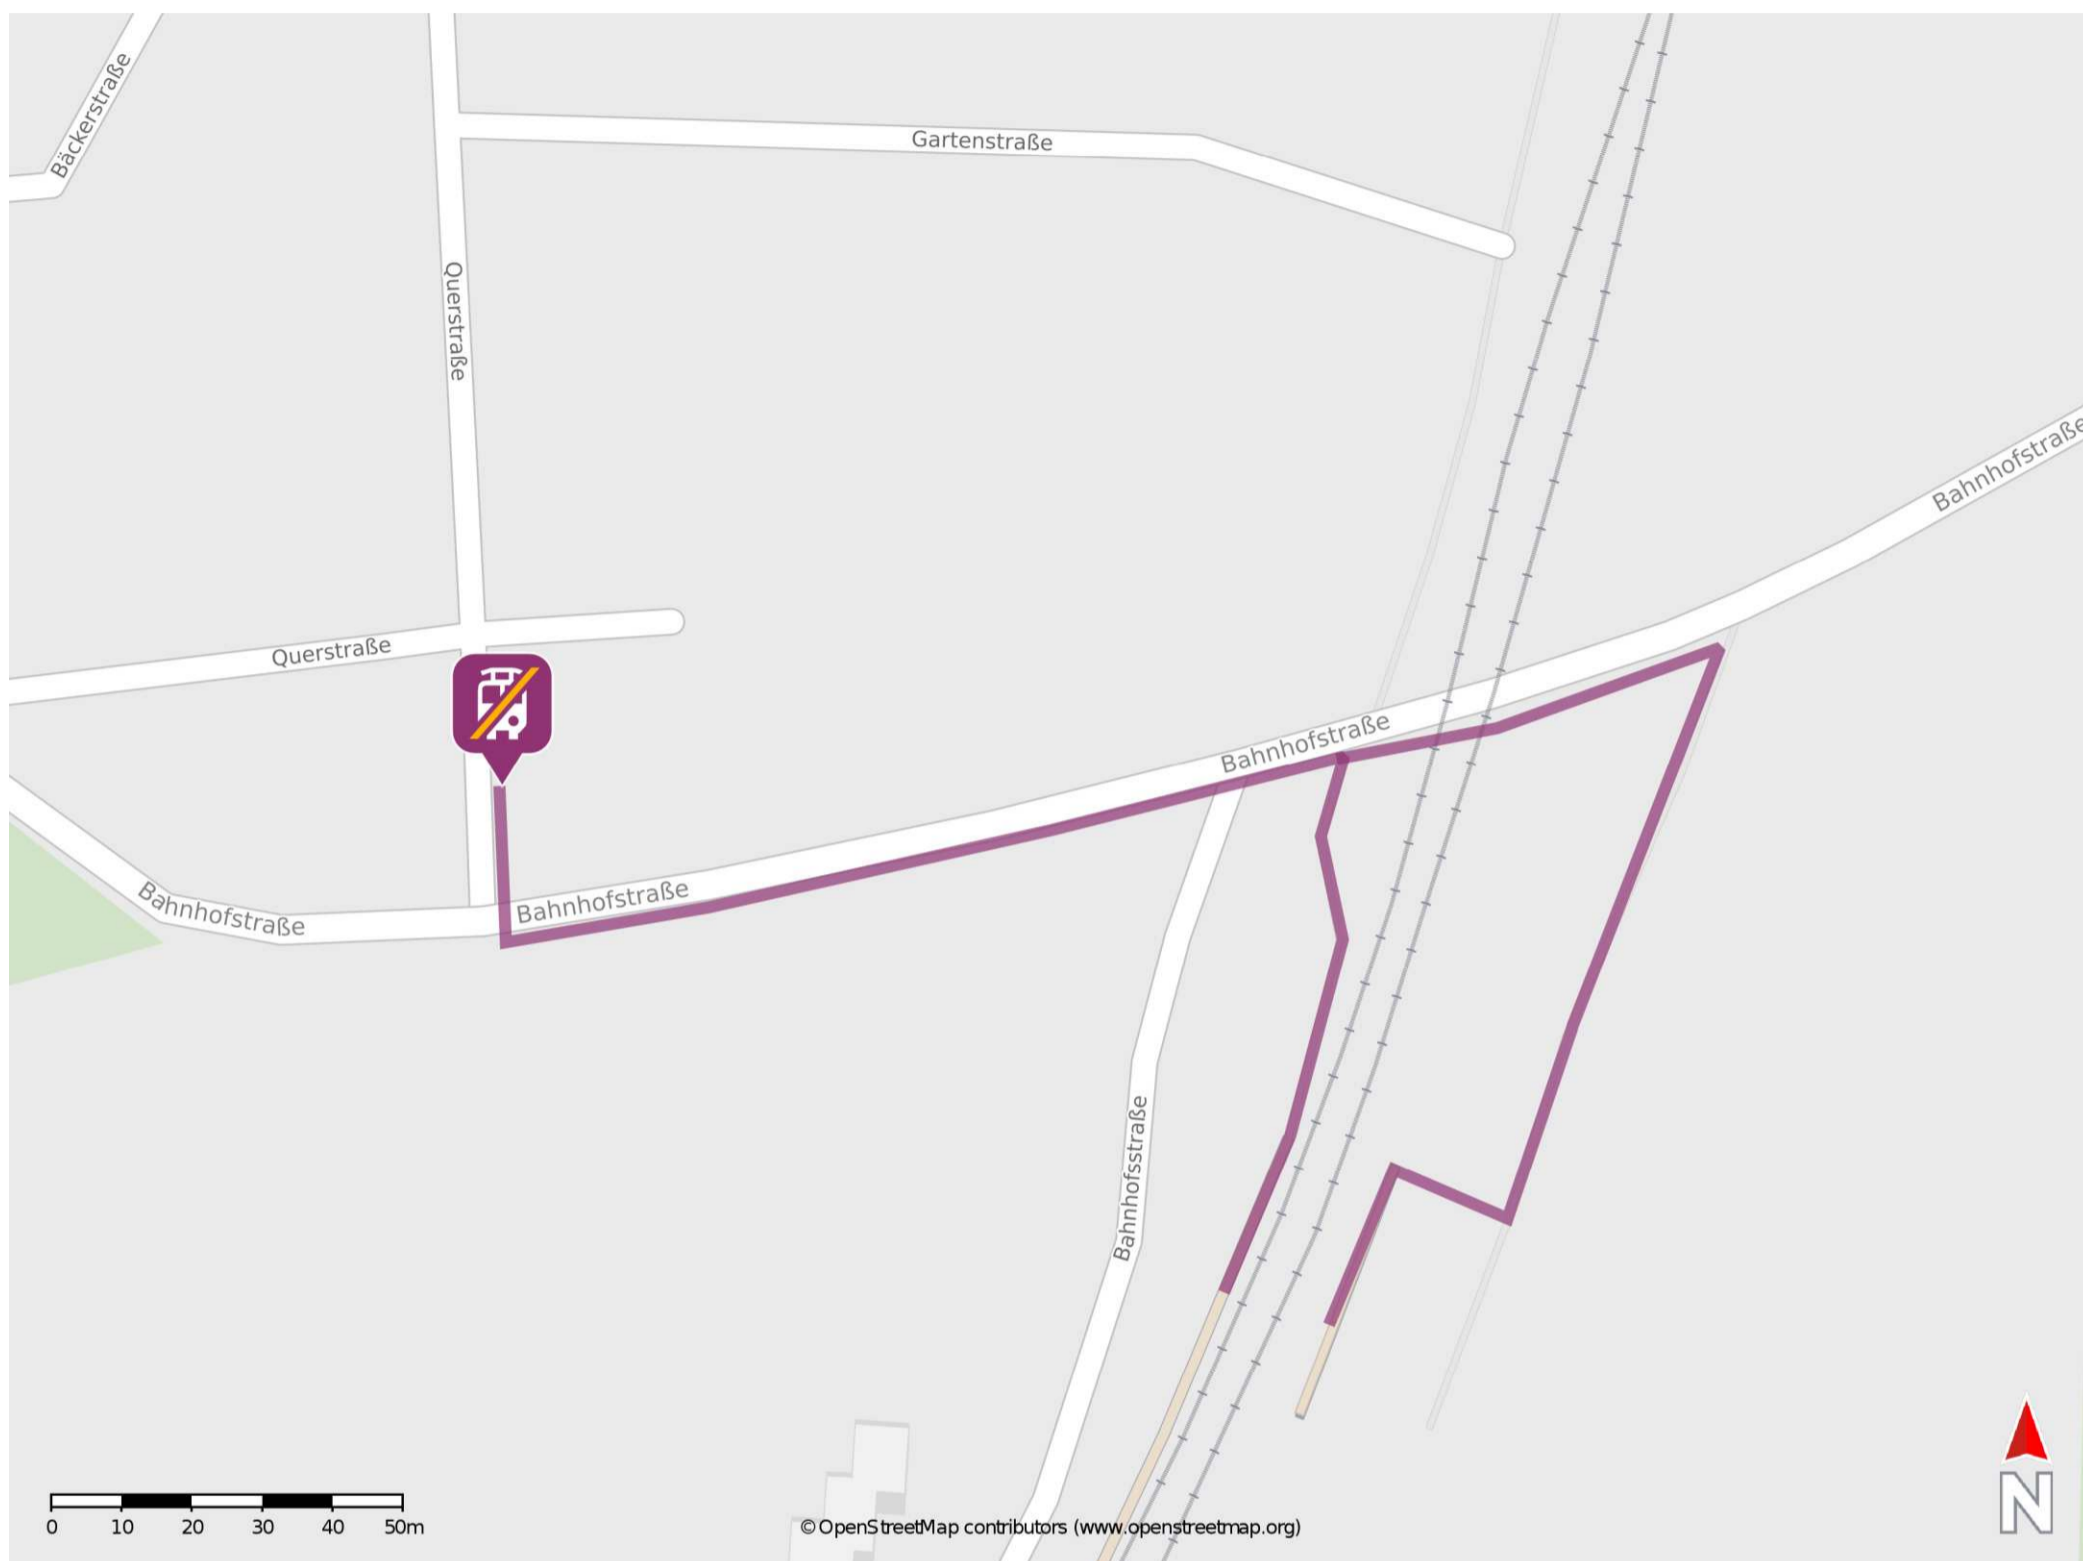 Bäckerstraße
Gartenstraße
Querstraße
Bahnhofstraße
Querstraße
Bahnhofstraße
Bahnhofstraße
Bahnhofstraße
Bahnhofsstraße
0 10 20 30 40 50m
© OpenStreetMap contributors (www.openstreetmap.org)
N